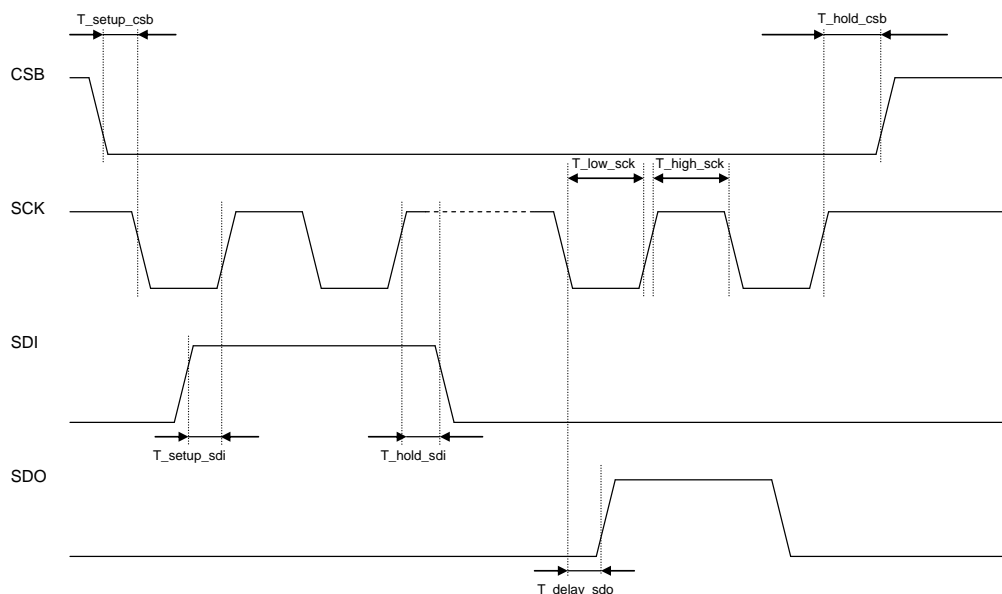 T_setup_csb
T_hold_csb
CSB
T_low_sck
T_high_sck
SCK
SDI
T_setup_sdi
T_hold_sdi
SDO
T_delay_sdo